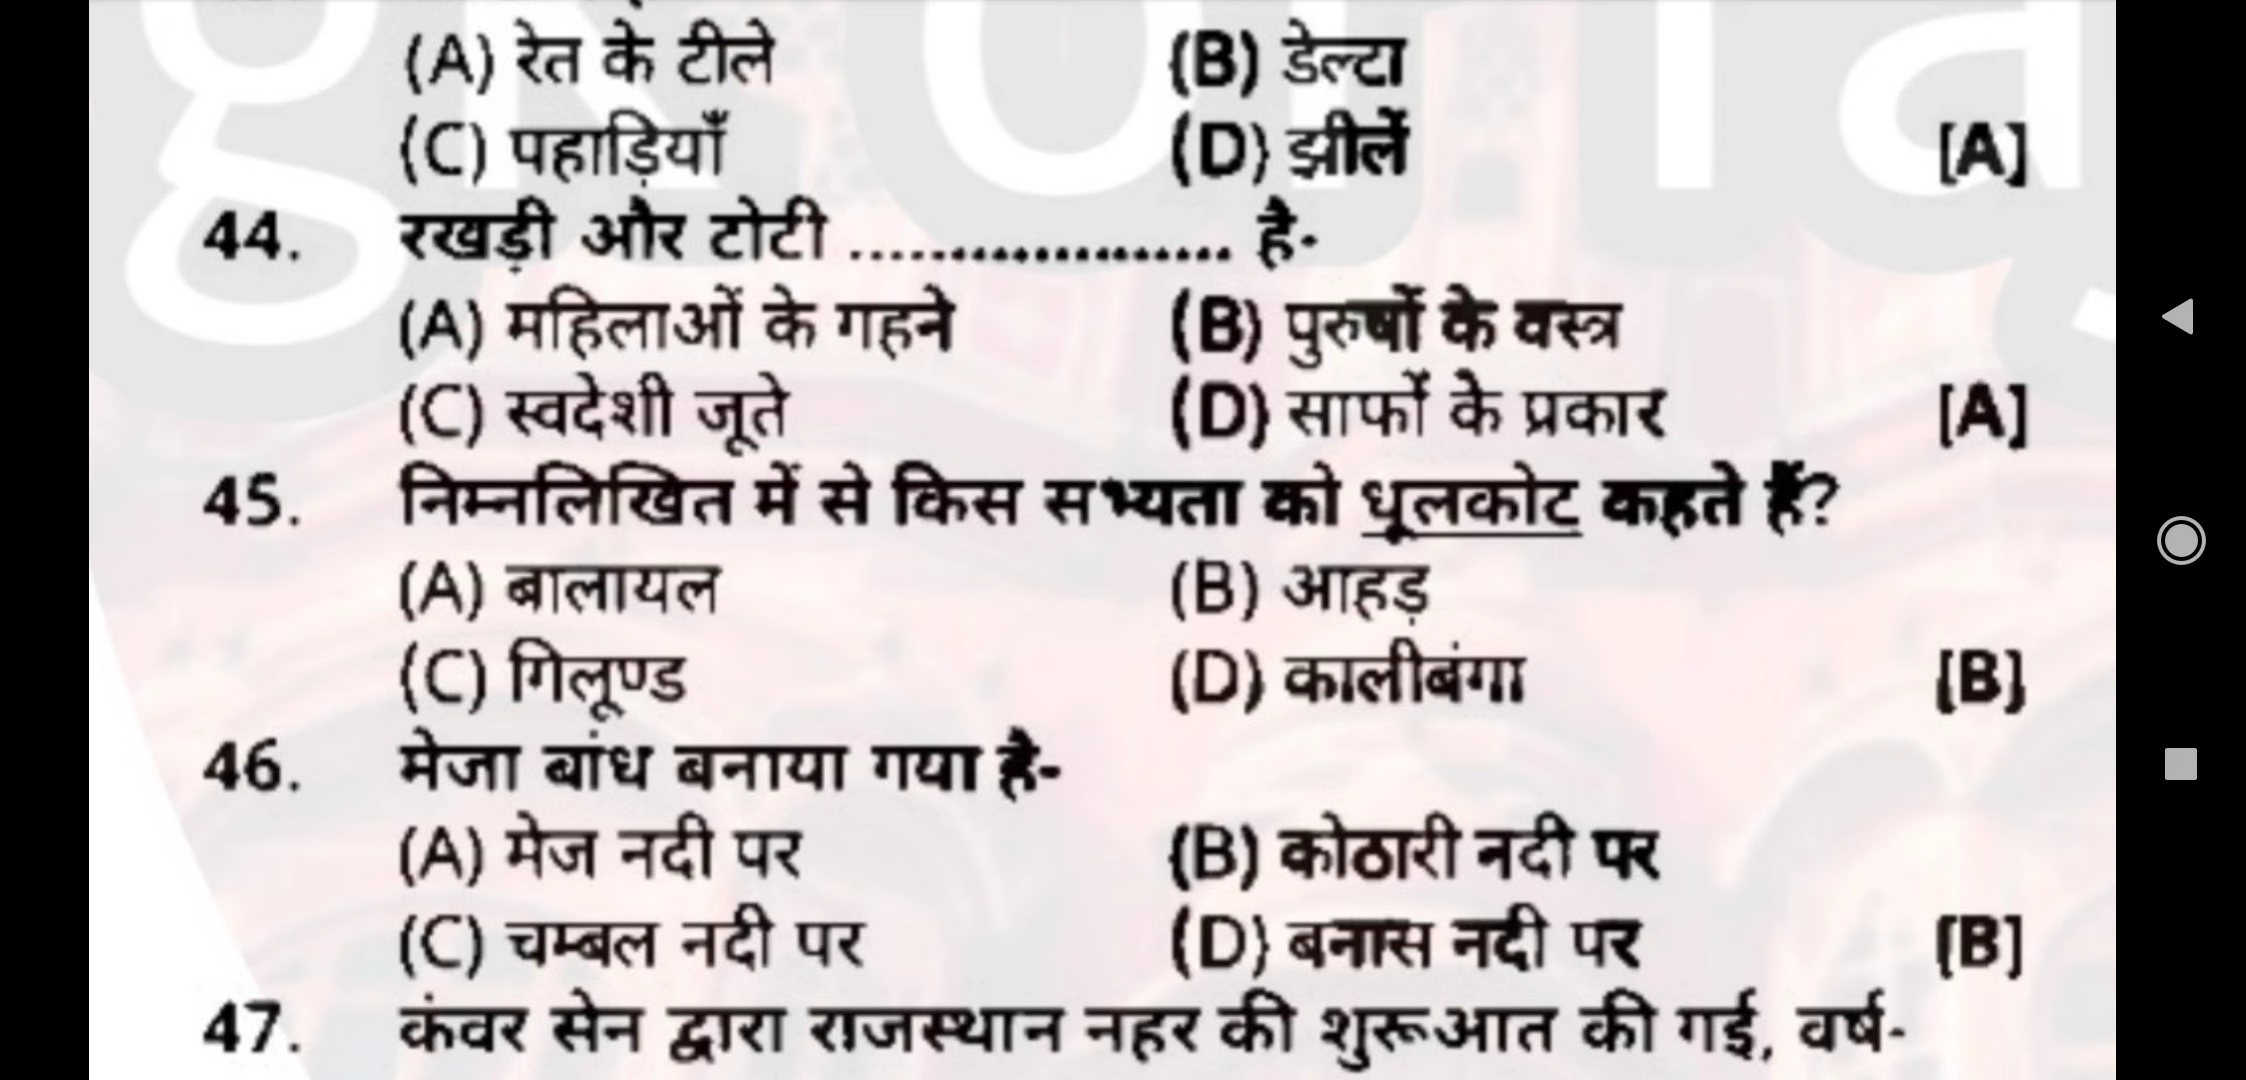 (A) रेत के टीले (B) डेल्टा
(C) पहाड़ियाँ (D) झीलें [A]
44. रखड़ी और टोटी ...................... है-
(A) महिलाओं के गहने (B) पुरुषों के वस्त्र
(C) स्वदेशी जूते (D) साफों के प्रकार [A]
45. निम्नलिखित में से किस सभ्यता को धूलकोट कहते हैं?
(A) बालायल (B) आहड़
(C) गिलूण्ड (D) कालीबंगा [B]
46. मेजा बांध बनाया गया है-
(A) मेज नदी पर (B) कोठारी नदी पर
(C) चम्बल नदी पर (D) बनास नदी पर [B]
47. कंवर सेन द्वारा राजस्थान नहर की शुरूआत की गई, वर्ष-